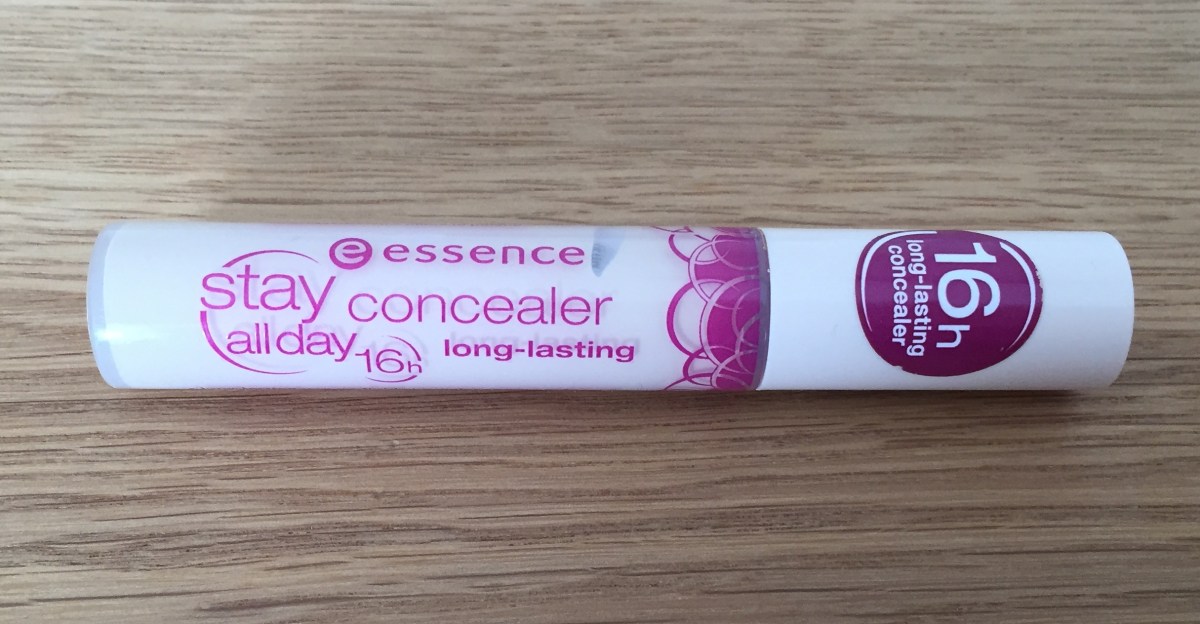 e essence
stay
all day
16h
concealer
long-lasting
16h
long-lasting
concealer